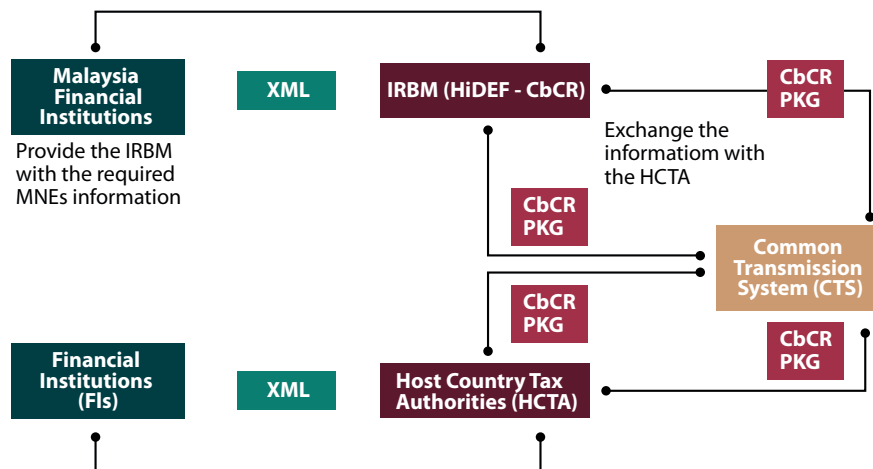 Malaysia
Financial
Institutions
XML
IRBM (HiDEF - CbCR)
CbCR
PKG
Provide the IRBM
with the required
MNEs information
Exchange the
informatiom with
the HCTA
CbCR
PKG
Common
Transmission
System (CTS)
CbCR
PKG
CbCR
PKG
Financial
Institutions
(FIs)
XML
Host Country Tax
Authorities (HCTA)